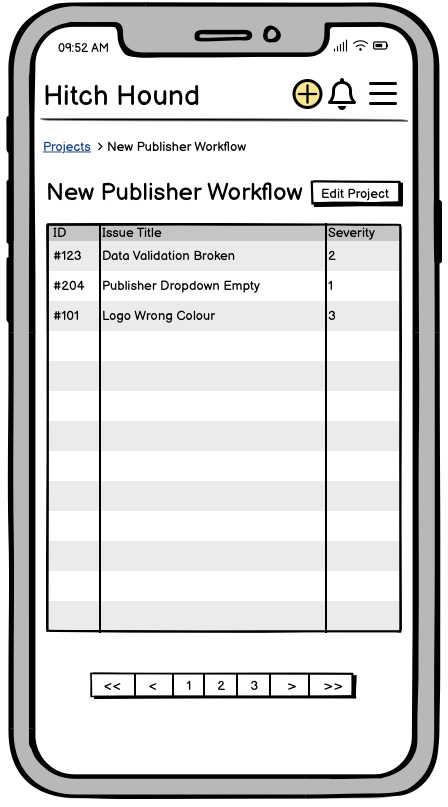 09:52 AM
Hitch Hound
Projects > New Publisher Workflow
New Publisher Workflow Edit Project
ID Issue Title Severity
#123 Data Validation Broken 2
#204 Publisher Dropdown Empty 1
#101 Logo Wrong Colour 3
<< < 1 2 3 > >>